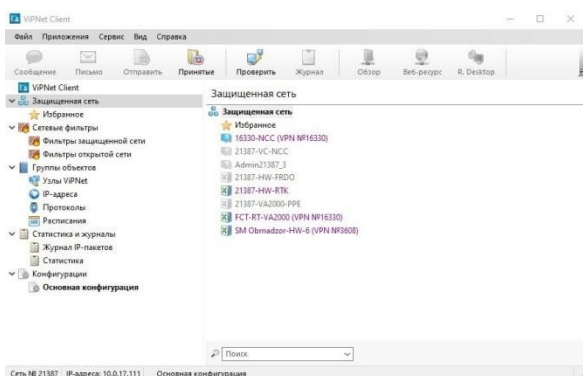 ViPNet Client
Файл Приложения Сервис Вид Справка
Сообщение Письмо Отправить Принятые Проверить Журнал Обзор Веб-ресурс R. Desktop
ViPNet Client
Защищенная сеть
Избранное
Сетевые фильтры
Фильтры защищенной сети
Фильтры открытой сети
Группы объектов
Узлы ViPNet
IP-адреса
Протоколы
Расписания
Статистика и журналы
Журнал IP-пакетов
Статистика
Конфигурации
Основная конфигурация
Защищенная сеть
Защищенная сеть
Избранное
16330-NCC (VPN №16330)
21387-VC-NCC
Admin21387_3
21387-HW-FRDO
21387-HW-RTK
21387-VA2000-PPE
FCT-RT-VA2000 (VPN №16330)
SM Obrnadzor-HW-6 (VPN №3608)
Поиск
Сеть № 21387 IP-адреса: 10.0.17.111 Основная конфигурация